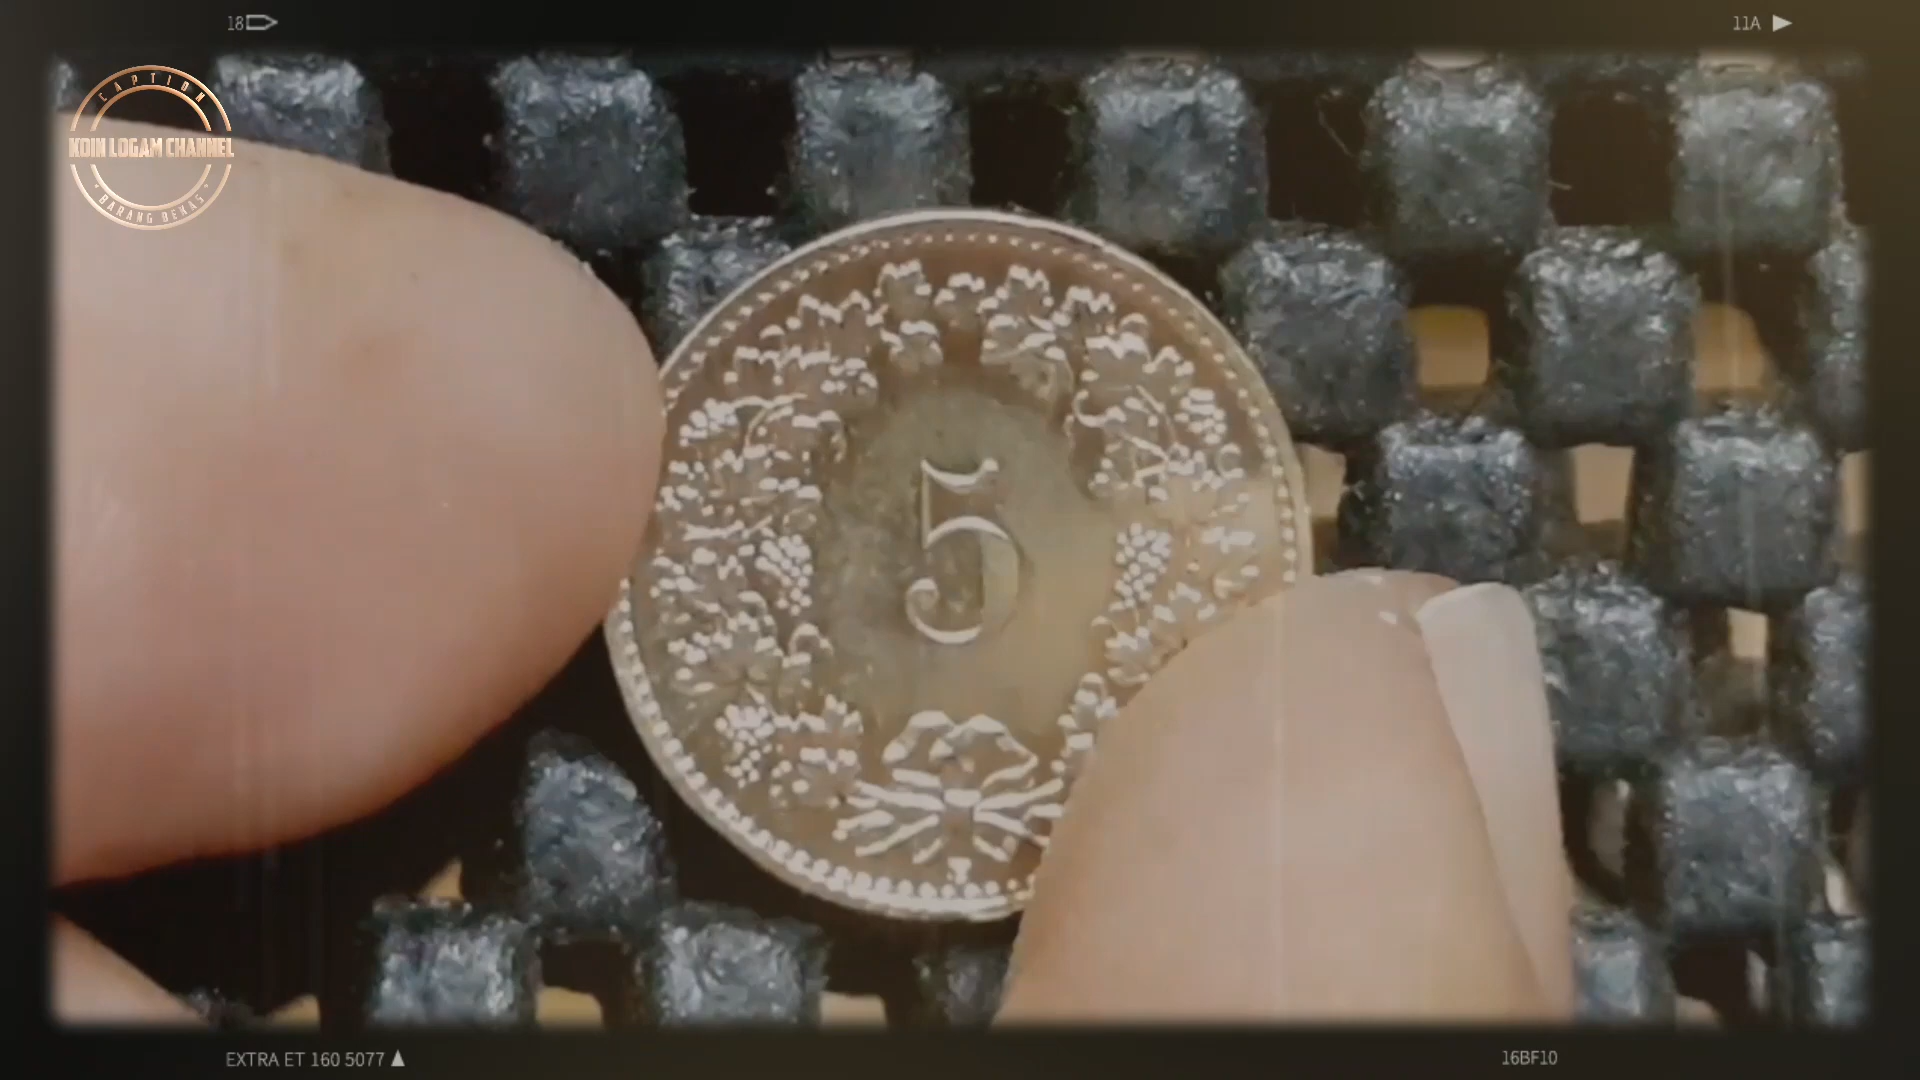 18
11A
CAPTION
KOIN LOGAM CHANNEL
BARANG BEKAS
5
EXTRA ET 160 5077
16BF10